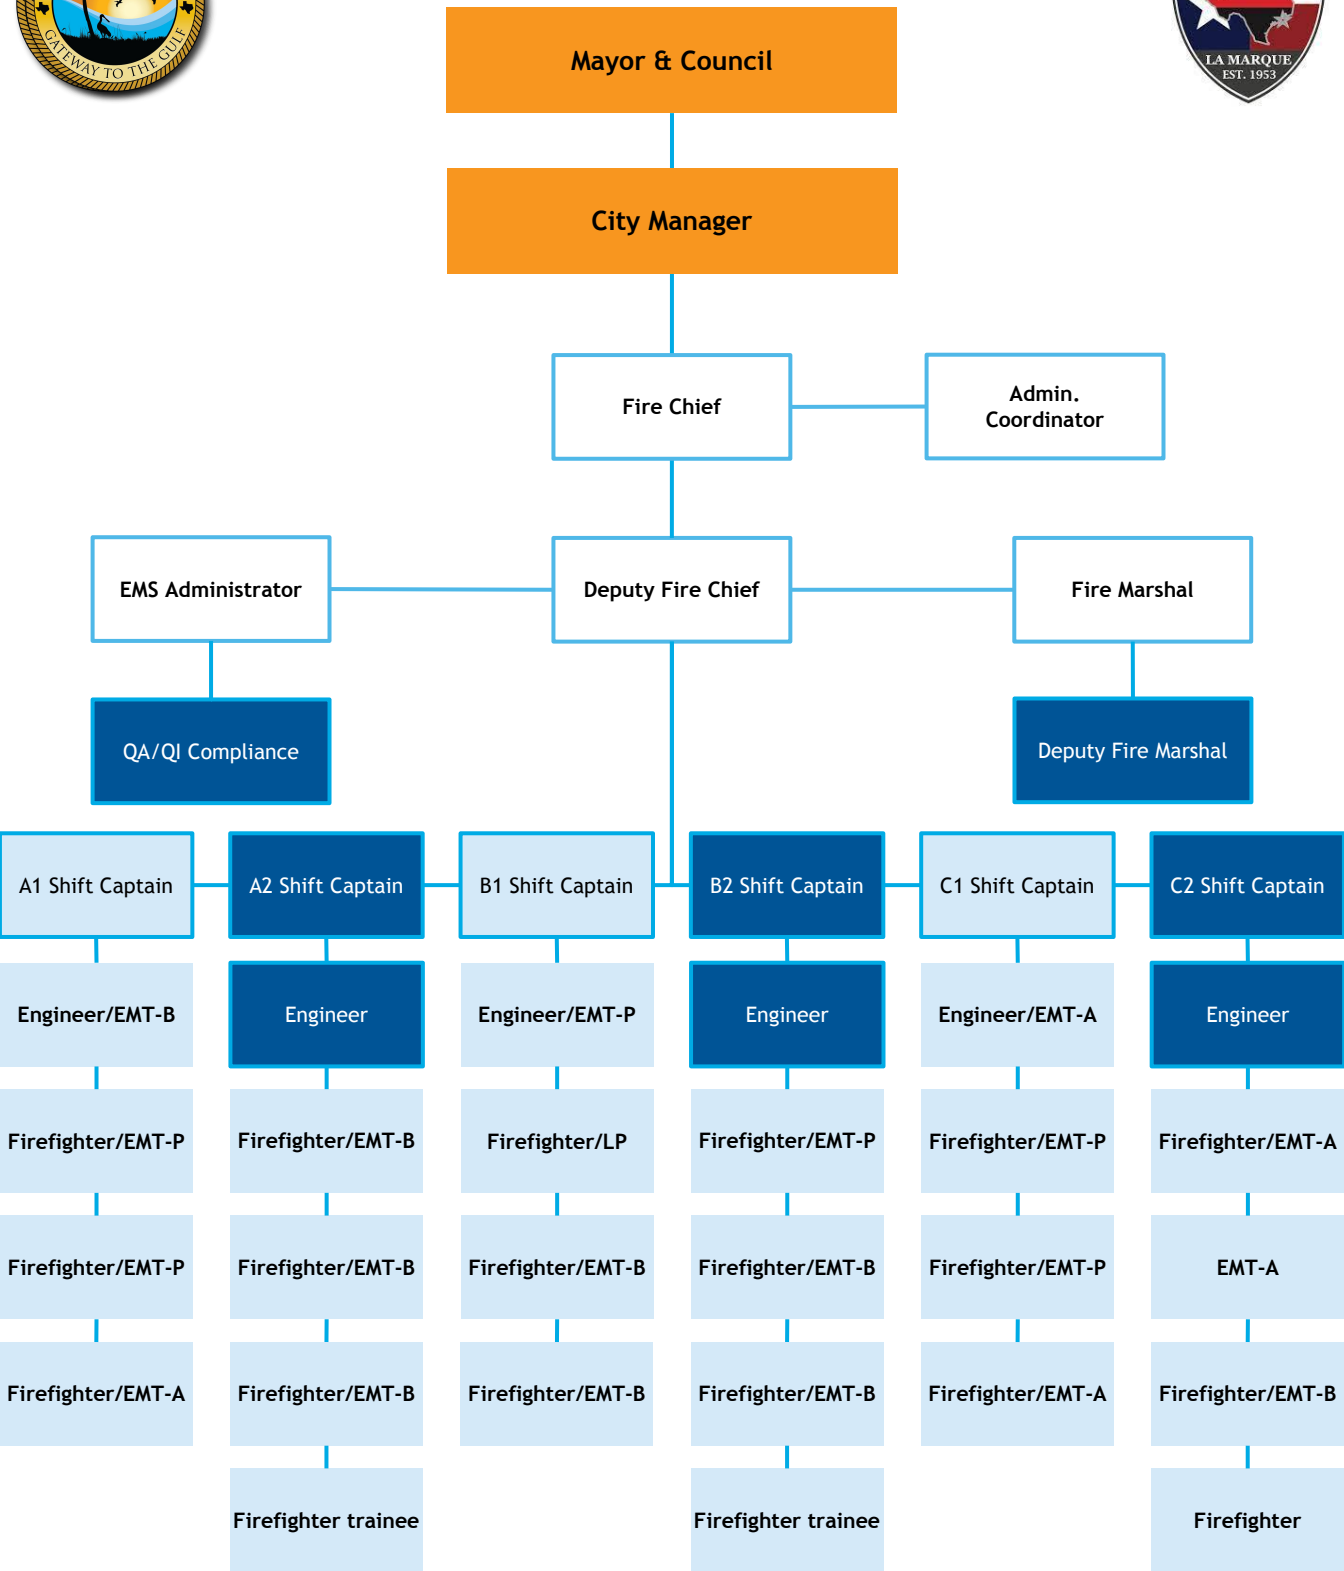 GATEWAY TO THE GULF
LA MARQUE
EST. 1953
Mayor & Council
City Manager
Fire Chief
Admin.
Coordinator
EMS Administrator
Deputy Fire Chief
Fire Marshal
QA/QI Compliance
Deputy Fire Marshal
A1 Shift Captain
A2 Shift Captain
B1 Shift Captain
B2 Shift Captain
C1 Shift Captain
C2 Shift Captain
Engineer/EMT-B
Engineer
Engineer/EMT-P
Engineer
Engineer/EMT-A
Engineer
Firefighter/EMT-P
Firefighter/EMT-B
Firefighter/LP
Firefighter/EMT-P
Firefighter/EMT-P
Firefighter/EMT-A
Firefighter/EMT-P
Firefighter/EMT-B
Firefighter/EMT-B
Firefighter/EMT-B
Firefighter/EMT-P
EMT-A
Firefighter/EMT-A
Firefighter/EMT-B
Firefighter/EMT-B
Firefighter/EMT-B
Firefighter/EMT-A
Firefighter/EMT-B
Firefighter trainee
Firefighter trainee
Firefighter